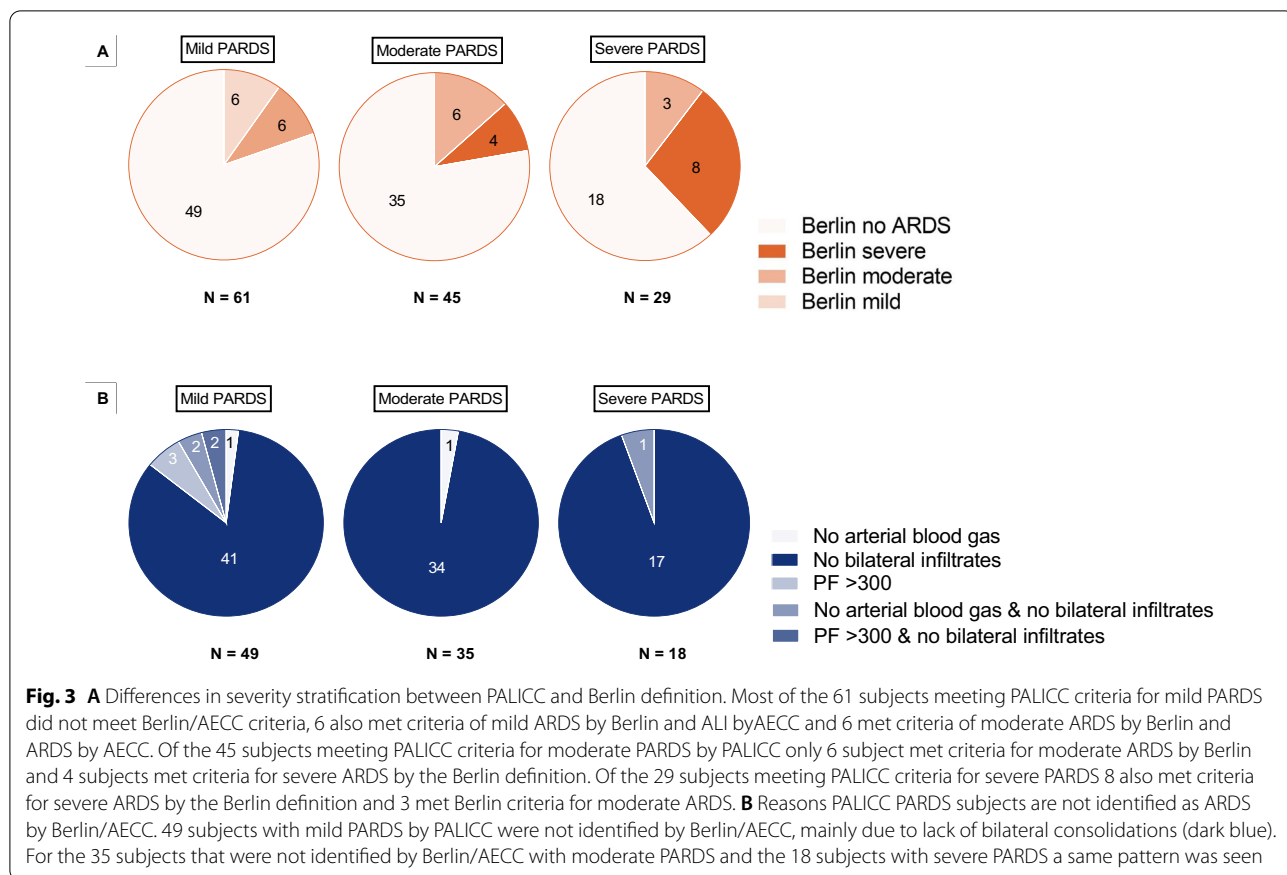 A
Mild PARDS
Moderate PARDS
Severe PARDS
6
6
49
6
4
35
3
8
18
Berlin no ARDS
Berlin severe
Berlin moderate
Berlin mild
N = 61
N = 45
N = 29
B
Mild PARDS
Moderate PARDS
Severe PARDS
3
2
2
1
41
1
34
1
17
No arterial blood gas
No bilateral infiltrates
PF >300
No arterial blood gas & no bilateral infiltrates
PF >300 & no bilateral infiltrates
N = 49
N = 35
N = 18
Fig. 3 A Differences in severity stratification between PALICC and Berlin definition. Most of the 61 subjects meeting PALICC criteria for mild PARDS
did not meet Berlin/AECC criteria, 6 also met criteria of mild ARDS by Berlin and ALI byAECC and 6 met criteria of moderate ARDS by Berlin and
ARDS by AECC. Of the 45 subjects meeting PALICC criteria for moderate PARDS by PALICC only 6 subject met criteria for moderate ARDS by Berlin
and 4 subjects met criteria for severe ARDS by the Berlin definition. Of the 29 subjects meeting PALICC criteria for severe PARDS 8 also met criteria
for severe ARDS by the Berlin definition and 3 met Berlin criteria for moderate ARDS. B Reasons PALICC PARDS subjects are not identified as ARDS
by Berlin/AECC. 49 subjects with mild PARDS by PALICC were not identified by Berlin/AECC, mainly due to lack of bilateral consolidations (dark blue).
For the 35 subjects that were not identified by Berlin/AECC with moderate PARDS and the 18 subjects with severe PARDS a same pattern was seen